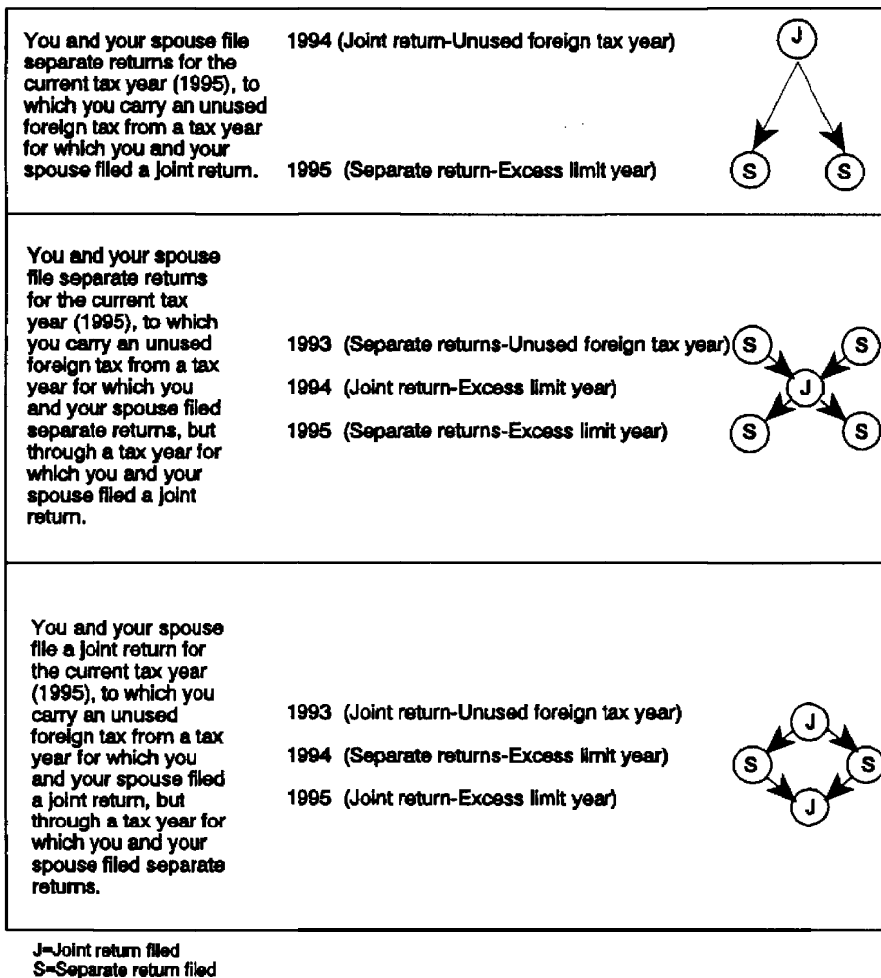 You and your spouse file
separate returns for the
current tax year (1995), to
which you carry an unused
foreign tax from a tax year
for which you and your
spouse filed a joint return.
1994 (Joint return-Unused foreign tax year)
J
1995 (Separate return-Excess limit year)
S S
You and your spouse
file separate returns
for the current tax
year (1995), to which
you carry an unused
foreign tax from a tax
year for which you
and your spouse filed
separate returns, but
through a tax year for
which you and your
spouse filed a joint
return.
1993 (Separate returns-Unused foreign tax year)
S S
1994 (Joint return-Excess limit year)
J
1995 (Separate returns-Excess limit year)
S S
You and your spouse
file a joint return for
the current tax year
(1995), to which you
carry an unused
foreign tax from a tax
year for which you
and your spouse filed
a joint return, but
through a tax year for
which you and your
spouse filed separate
returns.
1993 (Joint return-Unused foreign tax year)
J
1994 (Separate returns-Excess limit year)
S S
1995 (Joint return-Excess limit year)
J
J=Joint return filed
S=Separate return filed